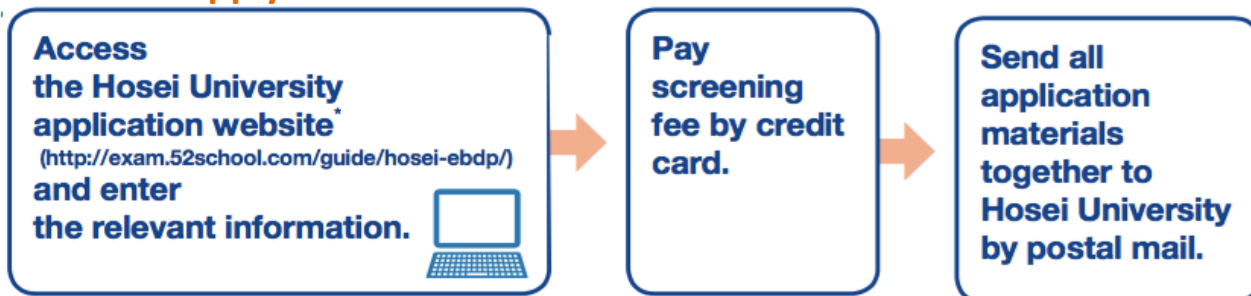 Access
the Hosei University
application website*
(http://exam.52school.com/guide/hosei-ebdp/)
and enter
the relevant information.
Pay
screening
fee by credit
card.
Send all
application
materials
together to
Hosei University
by postal mail.